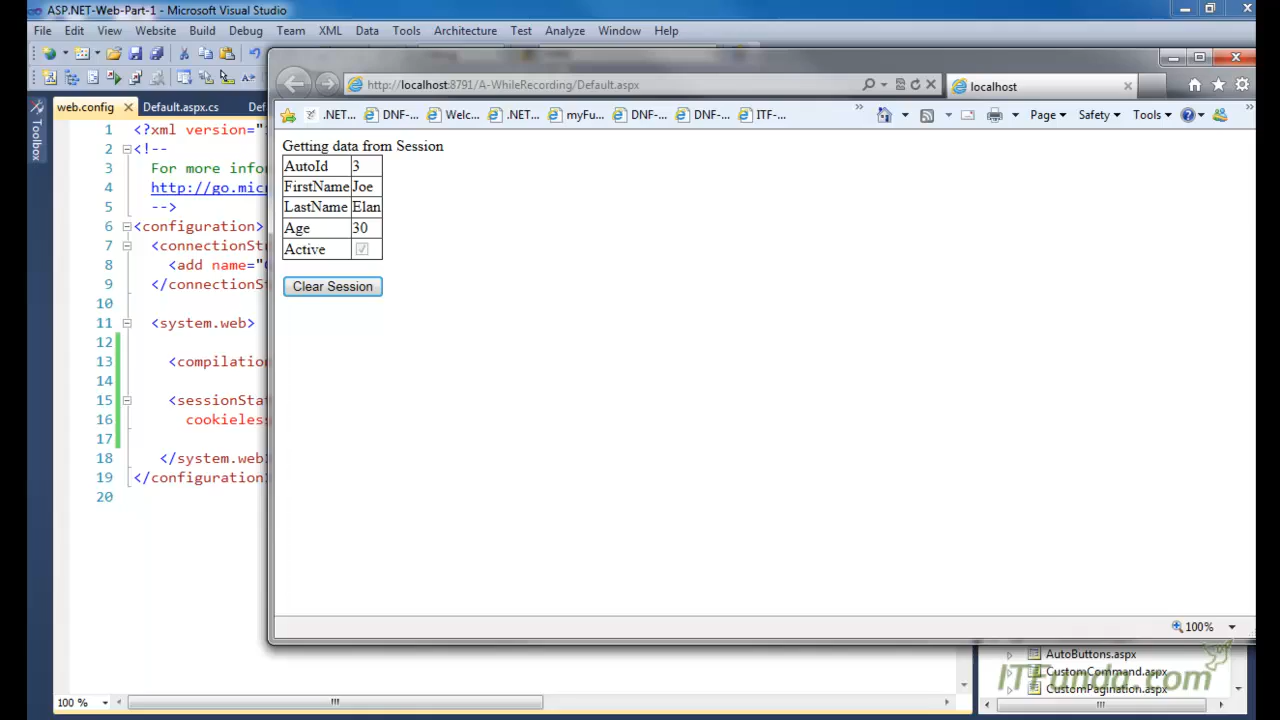 ASP.NET-Web-Part-1 - Microsoft Visual Studio
File Edit View Website Build Debug Team XML Data Tools Architecture Test Analyze Window Help
http://localhost:8791/A-WhileRecording/Default.aspx
localhost
web.config Default.aspx.cs Def
.NET... DNF-... Welc... .NET... myFu... DNF-... DNF-... ITF-...
Page Safety Tools
Toolbox
1 <?xml version="
2 <!--
3 For more info
4 http://go.micr
5 -->
6 <configuration>
7 <connectionSt
8 <add name="
9 </connectionS
10
11 <system.web>
12
13 <compilation
14
15 <sessionSta
16 cookieless
17
18 </system.web
19 </configuration
20
Getting data from Session
AutoId 3
FirstName Joe
LastName Elan
Age 30
Active
Clear Session
100%
AutoButtons.aspx
CustomCommand.aspx
CustomPagination.aspx
ITFunda.com
100 %